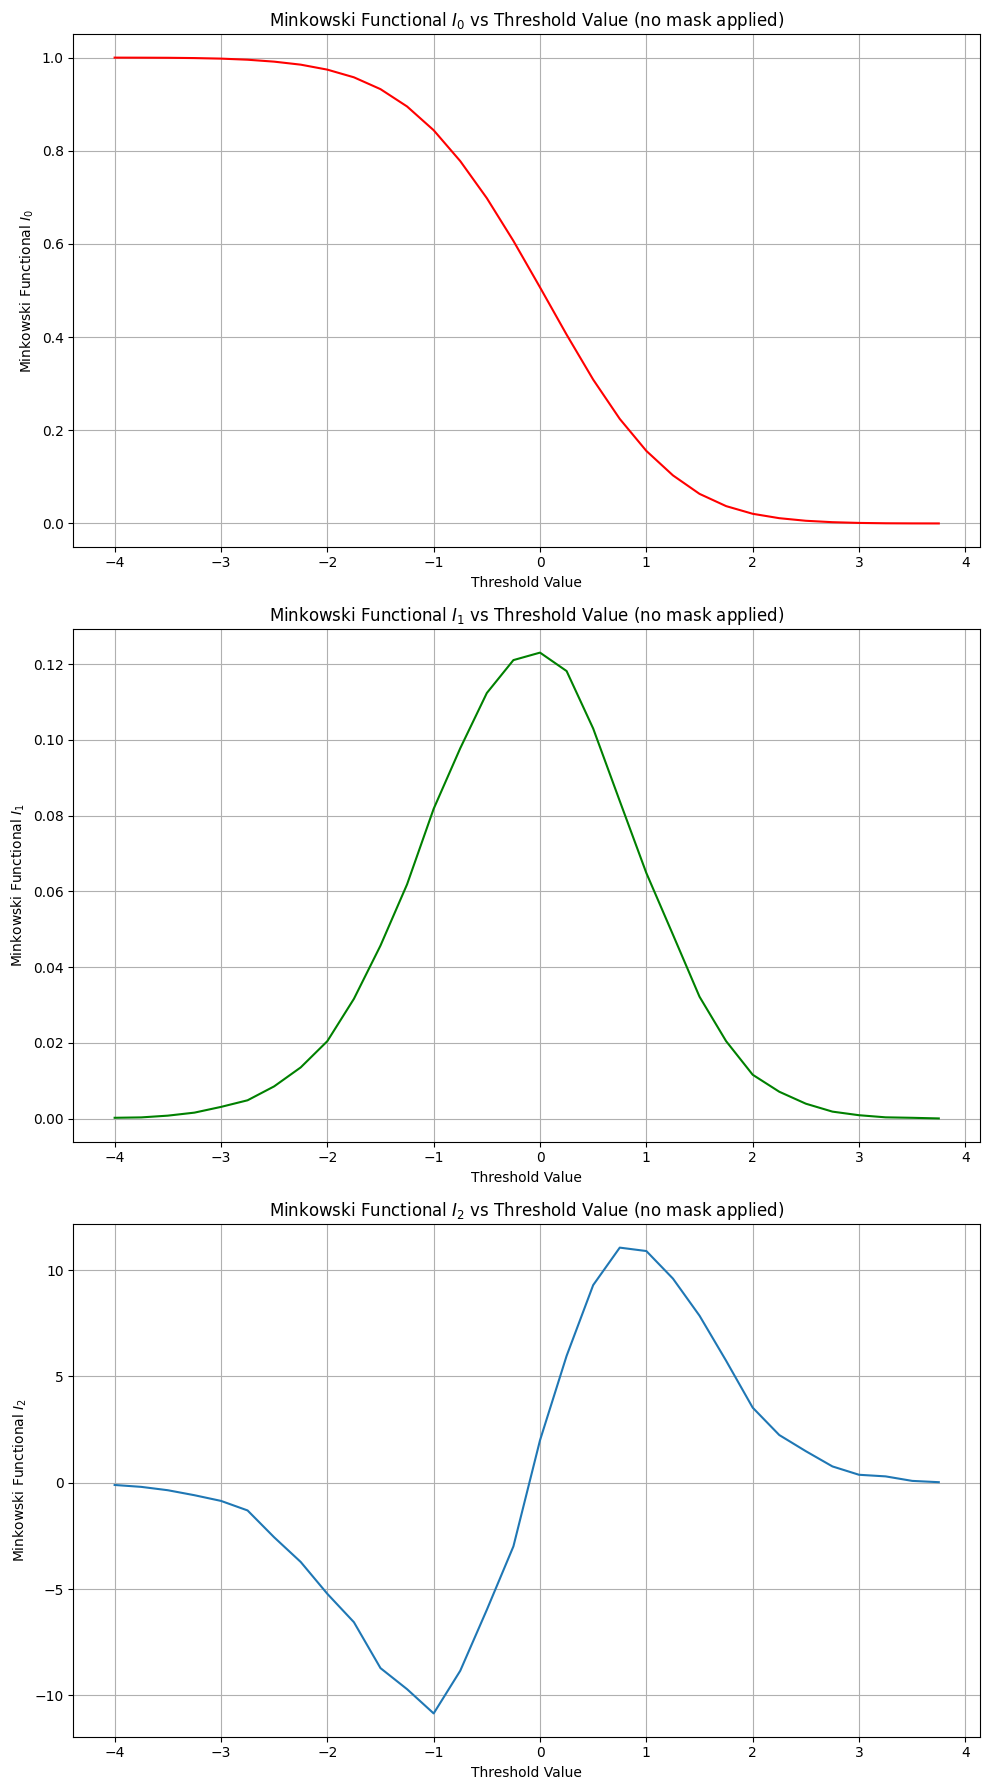 Minkowski Functional I₀ vs Threshold Value (no mask applied)
Minkowski Functional I₀
1.0
0.8
0.6
0.4
0.2
0.0
−4 −3 −2 −1 0 1 2 3 4
Threshold Value
Minkowski Functional I₁ vs Threshold Value (no mask applied)
Minkowski Functional I₁
0.12
0.10
0.08
0.06
0.04
0.02
0.00
−4 −3 −2 −1 0 1 2 3 4
Threshold Value
Minkowski Functional I₂ vs Threshold Value (no mask applied)
Minkowski Functional I₂
10
5
0
−5
−10
−4 −3 −2 −1 0 1 2 3 4
Threshold Value